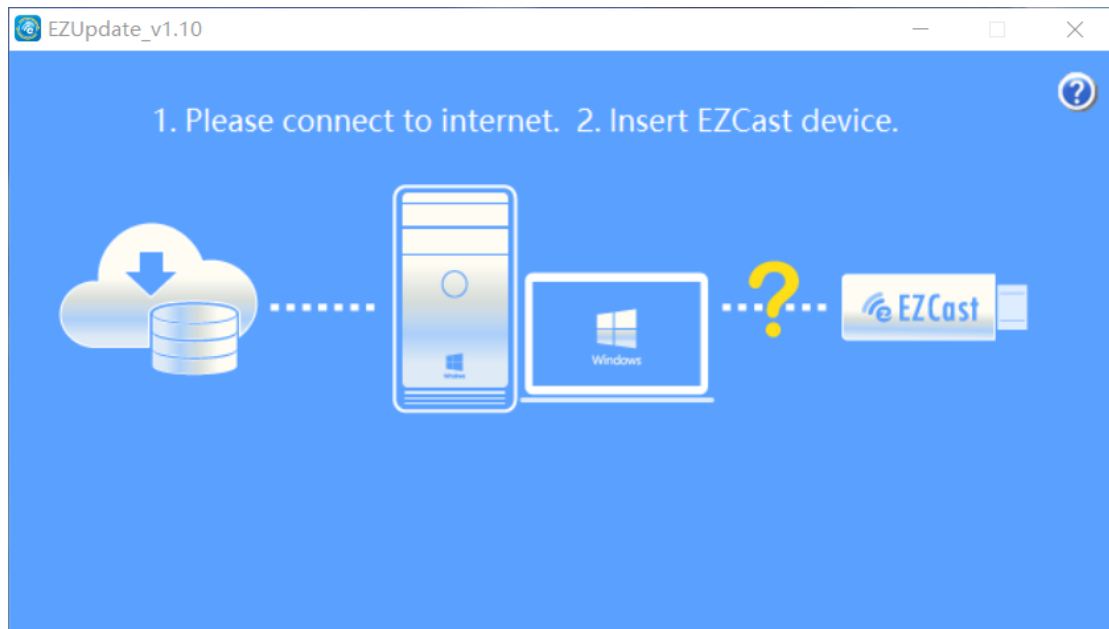 EZUpdate_v1.10
1. Please connect to internet.  2. Insert EZCast device.
Windows
Windows
EZCast